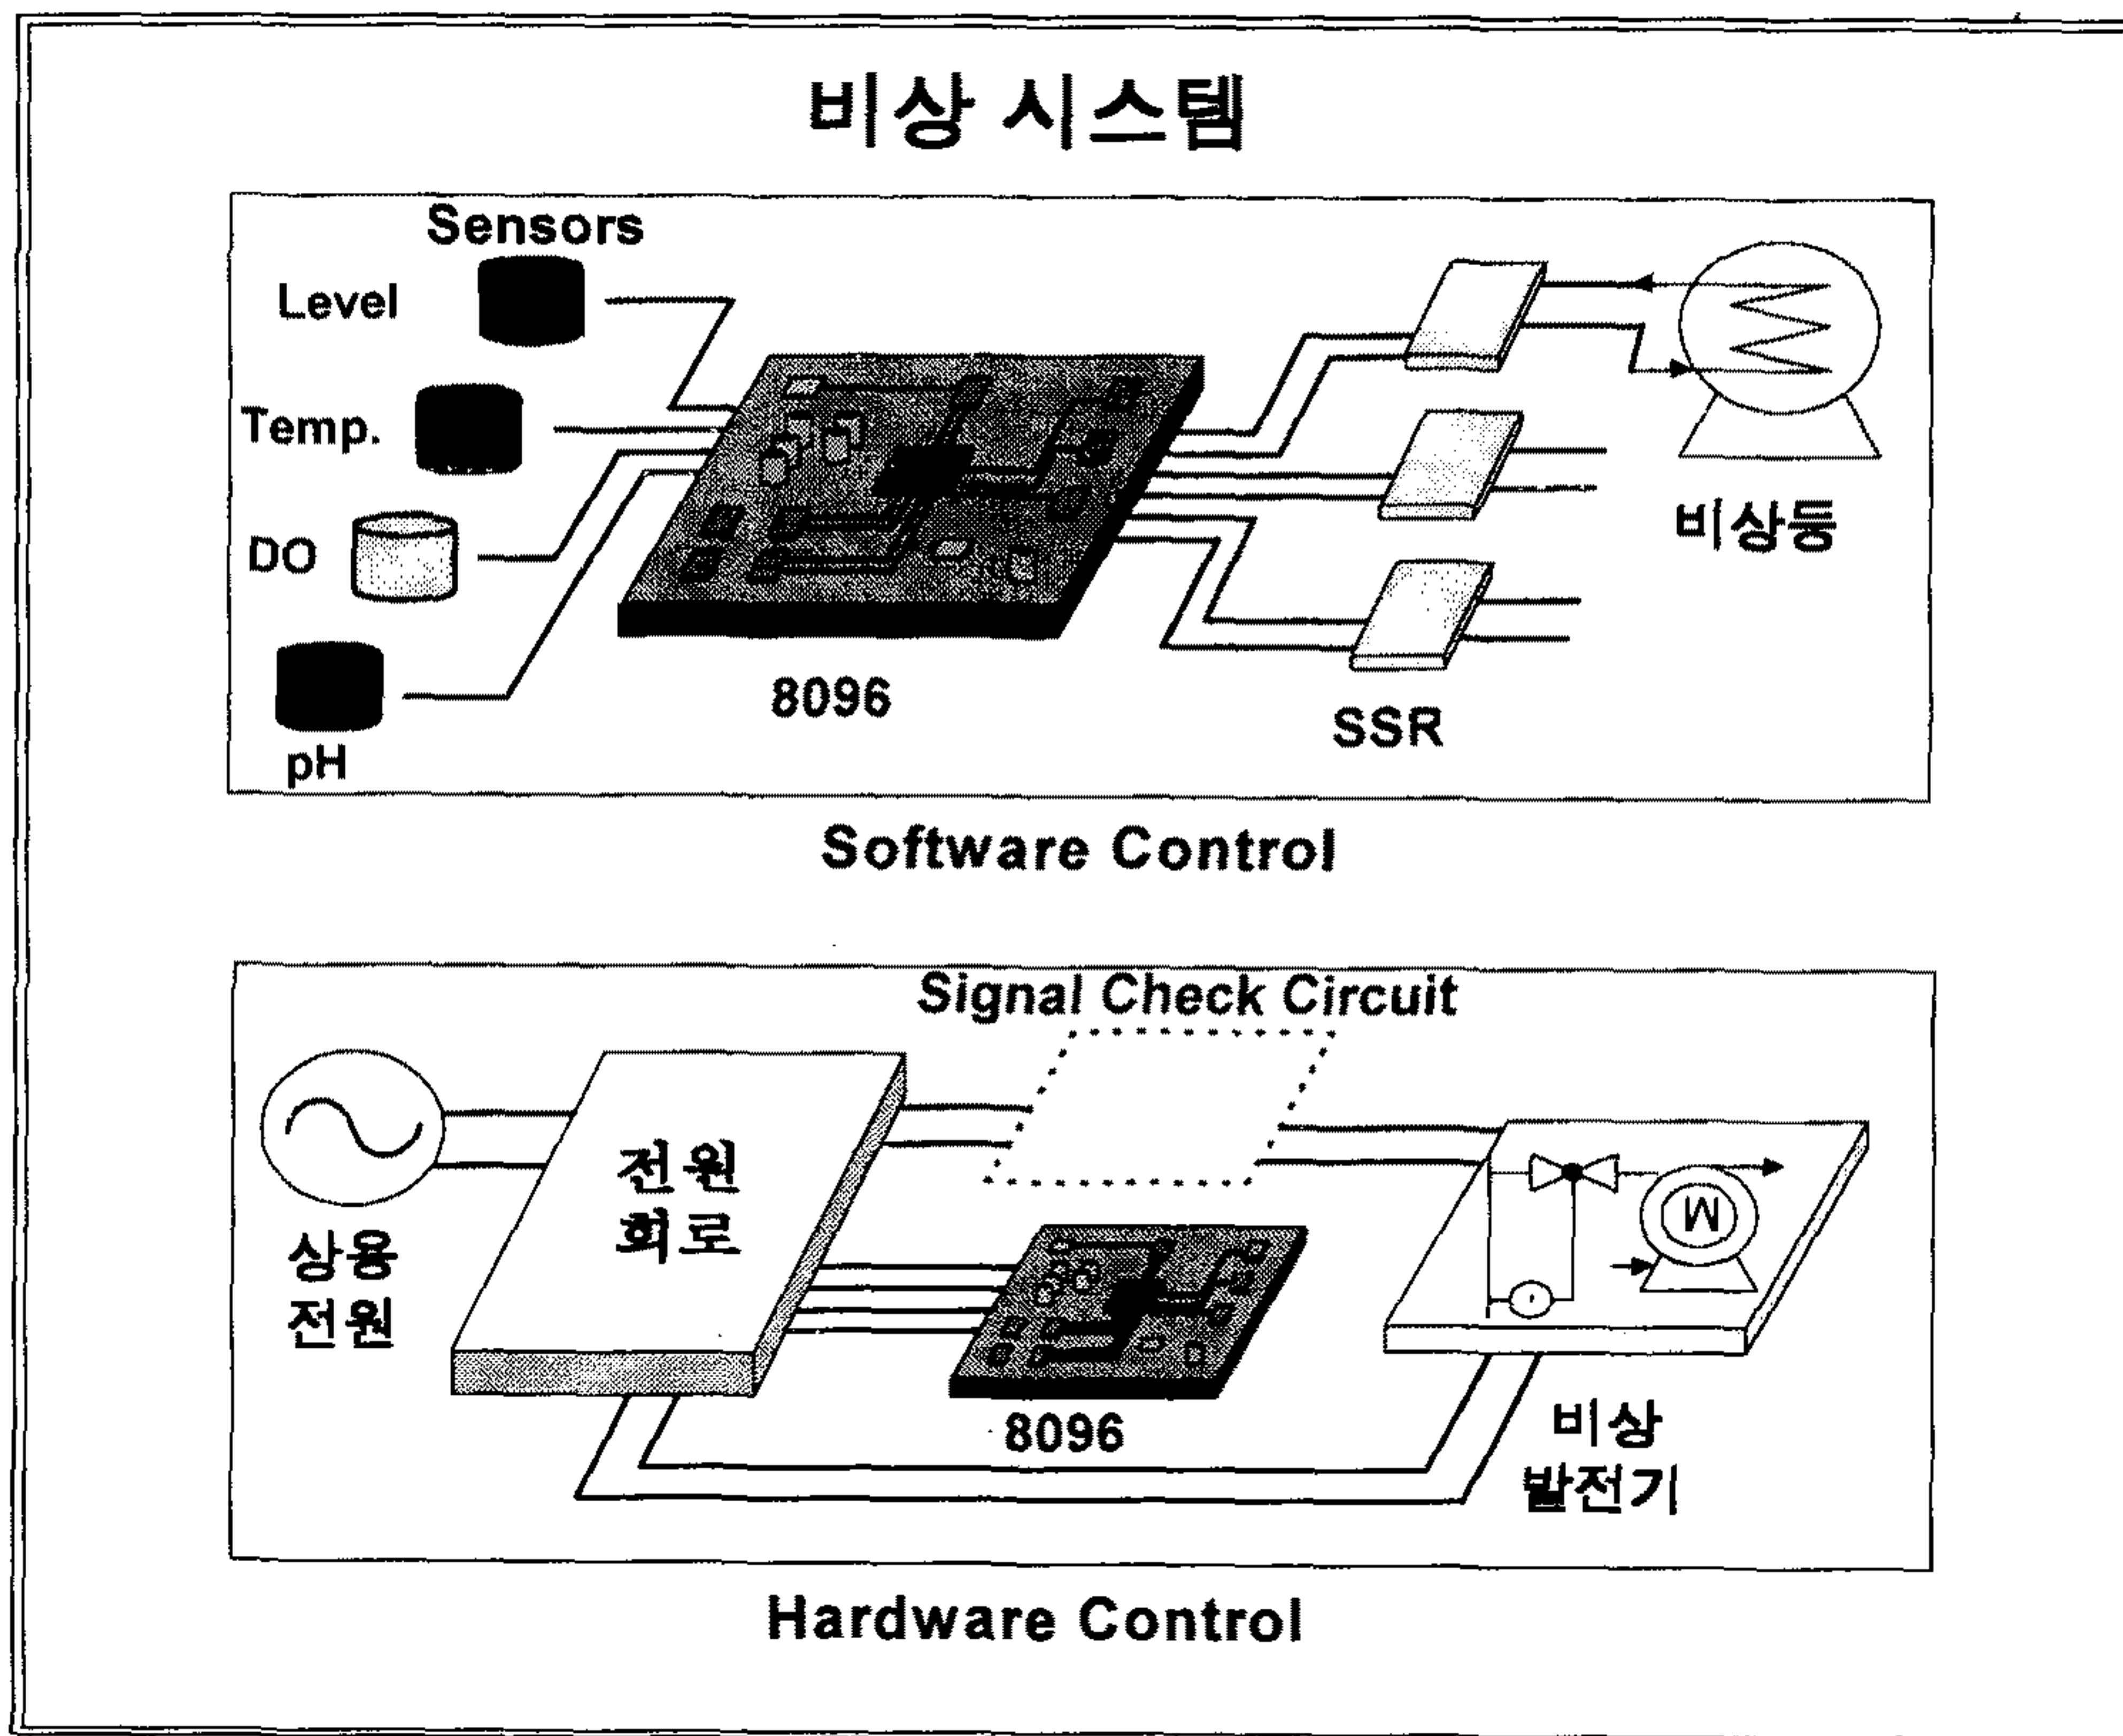 비상 시스템
Sensors
Level
Temp.
DO
pH
8096
SSR
비상등
Software Control
Signal Check Circuit
상용
전원
전원
회로
8096
M
비상
발전기
Hardware Control